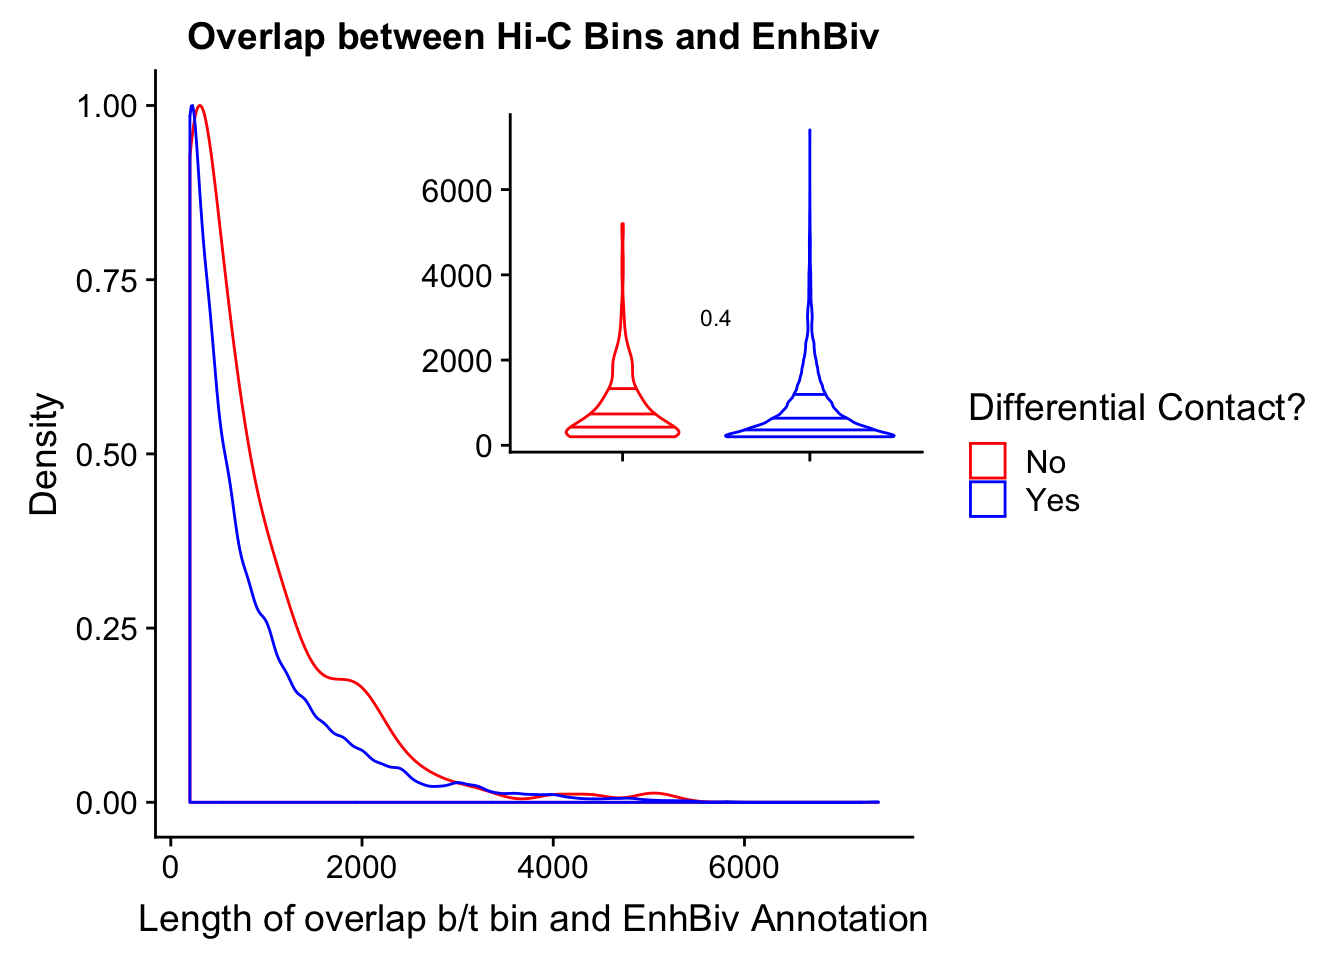 Overlap between Hi-C Bins and EnhBiv
1.00
0.75
0.50
0.25
0.00
Density
0
2000
4000
6000
Length of overlap b/t bin and EnhBiv Annotation
6000
4000
2000
0
0.4
Differential Contact?
No
Yes